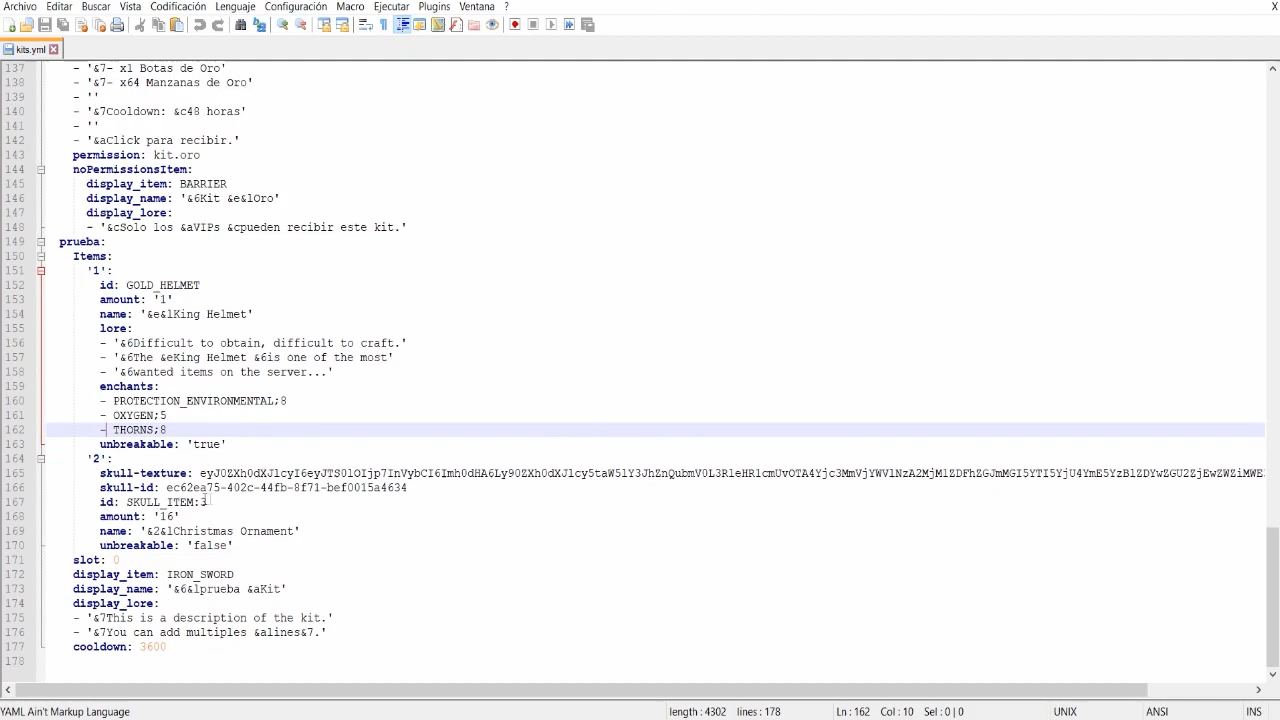 Archivo Editar Buscar Vista Codificación Lenguaje Configuración Macro Ejecutar Plugins Ventana ? X
kits.yml
137 - '&7- x1 Botas de Oro'
138 - '&7- x64 Manzanas de Oro'
139 - ''
140 - '&7Cooldown: &c48 horas'
141 - ''
142 - '&aClick para recibir.'
143 permission: kit.oro
144 noPermissionsItem:
145 display_item: BARRIER
146 display_name: '&6Kit &e&lOro'
147 display_lore:
148 - '&cSolo los &aVIPs &cpueden recibir este kit.'
149 prueba:
150 Items:
151 '1':
152 id: GOLD_HELMET
153 amount: '1'
154 name: '&e&lKing Helmet'
155 lore:
156 - '&6Difficult to obtain, difficult to craft.'
157 - '&6The &eKing Helmet &6is one of the most'
158 - '&6wanted items on the server...'
159 enchants:
160 - PROTECTION_ENVIRONMENTAL;8
161 - OXYGEN;5
162 - THORNS;8
163 unbreakable: 'true'
164 '2':
165 skull-texture:
166 skull-id: ec62ea75-402c-44fb-8f71-bef0015a4634
167 id: SKULL_ITEM:3
168 amount: '16'
169 name: '&2&lChristmas Ornament'
170 unbreakable: 'false'
171 slot: 0
172 display_item: IRON_SWORD
173 display_name: '&6&lprueba &aKit'
174 display_lore:
175 - '&7This is a description of the kit.'
176 - '&7You can add multiples &alines&7.'
177 cooldown: 3600
178
YAML Ain't Markup Language length : 4302 lines : 178 Ln : 162 Col : 10 Sel : 0 | 0 UNIX ANSI INS